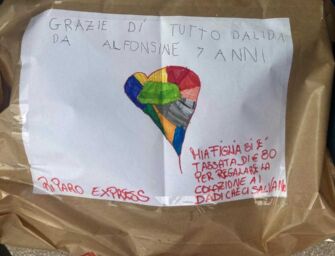 GRAZIE DI' TUTTO DALIDA
DA ALFONSINE 7 ANNI
MIA FIGLIA SI È
TASSATA DI € 80
PER REGALARE LA
COLAZIONE AI
DADI CHE CI SALVANO
RIPARO EXPRESS